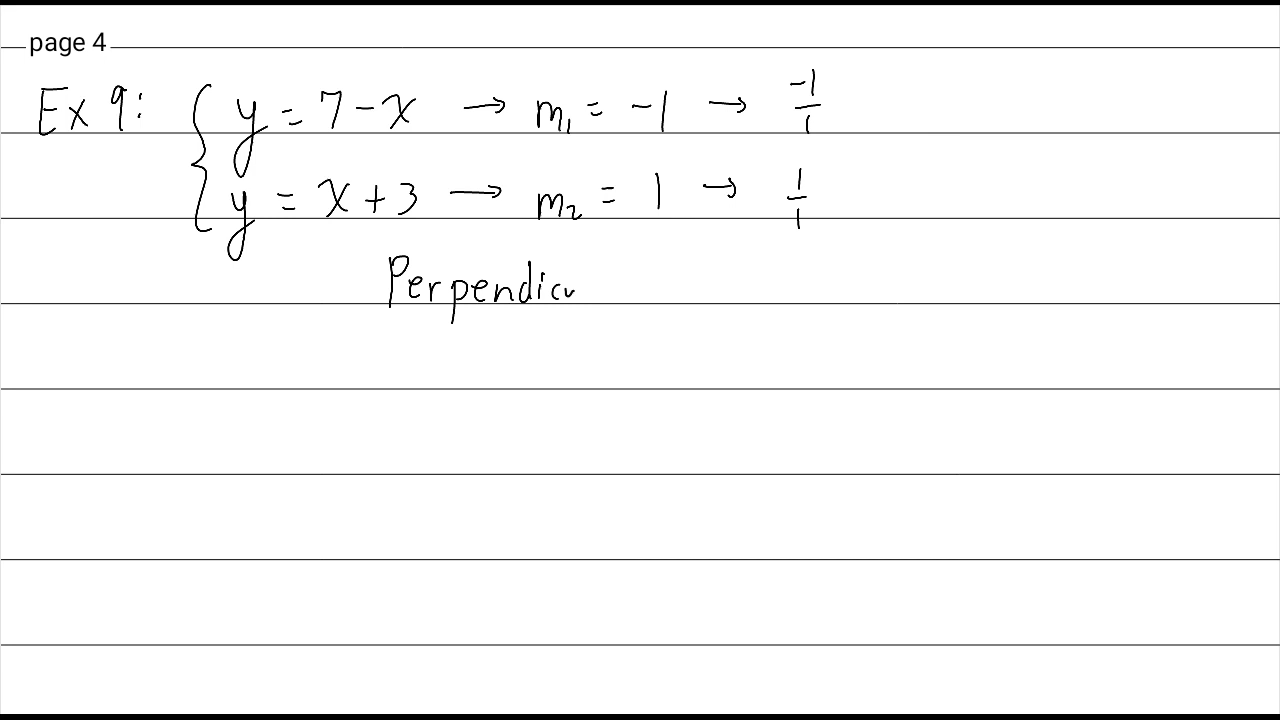 page 4
Ex 9: { y = 7 - x → m₁ = -1 → -1/1
y = x + 3 → m₂ = 1 → 1/1
Perpendicu